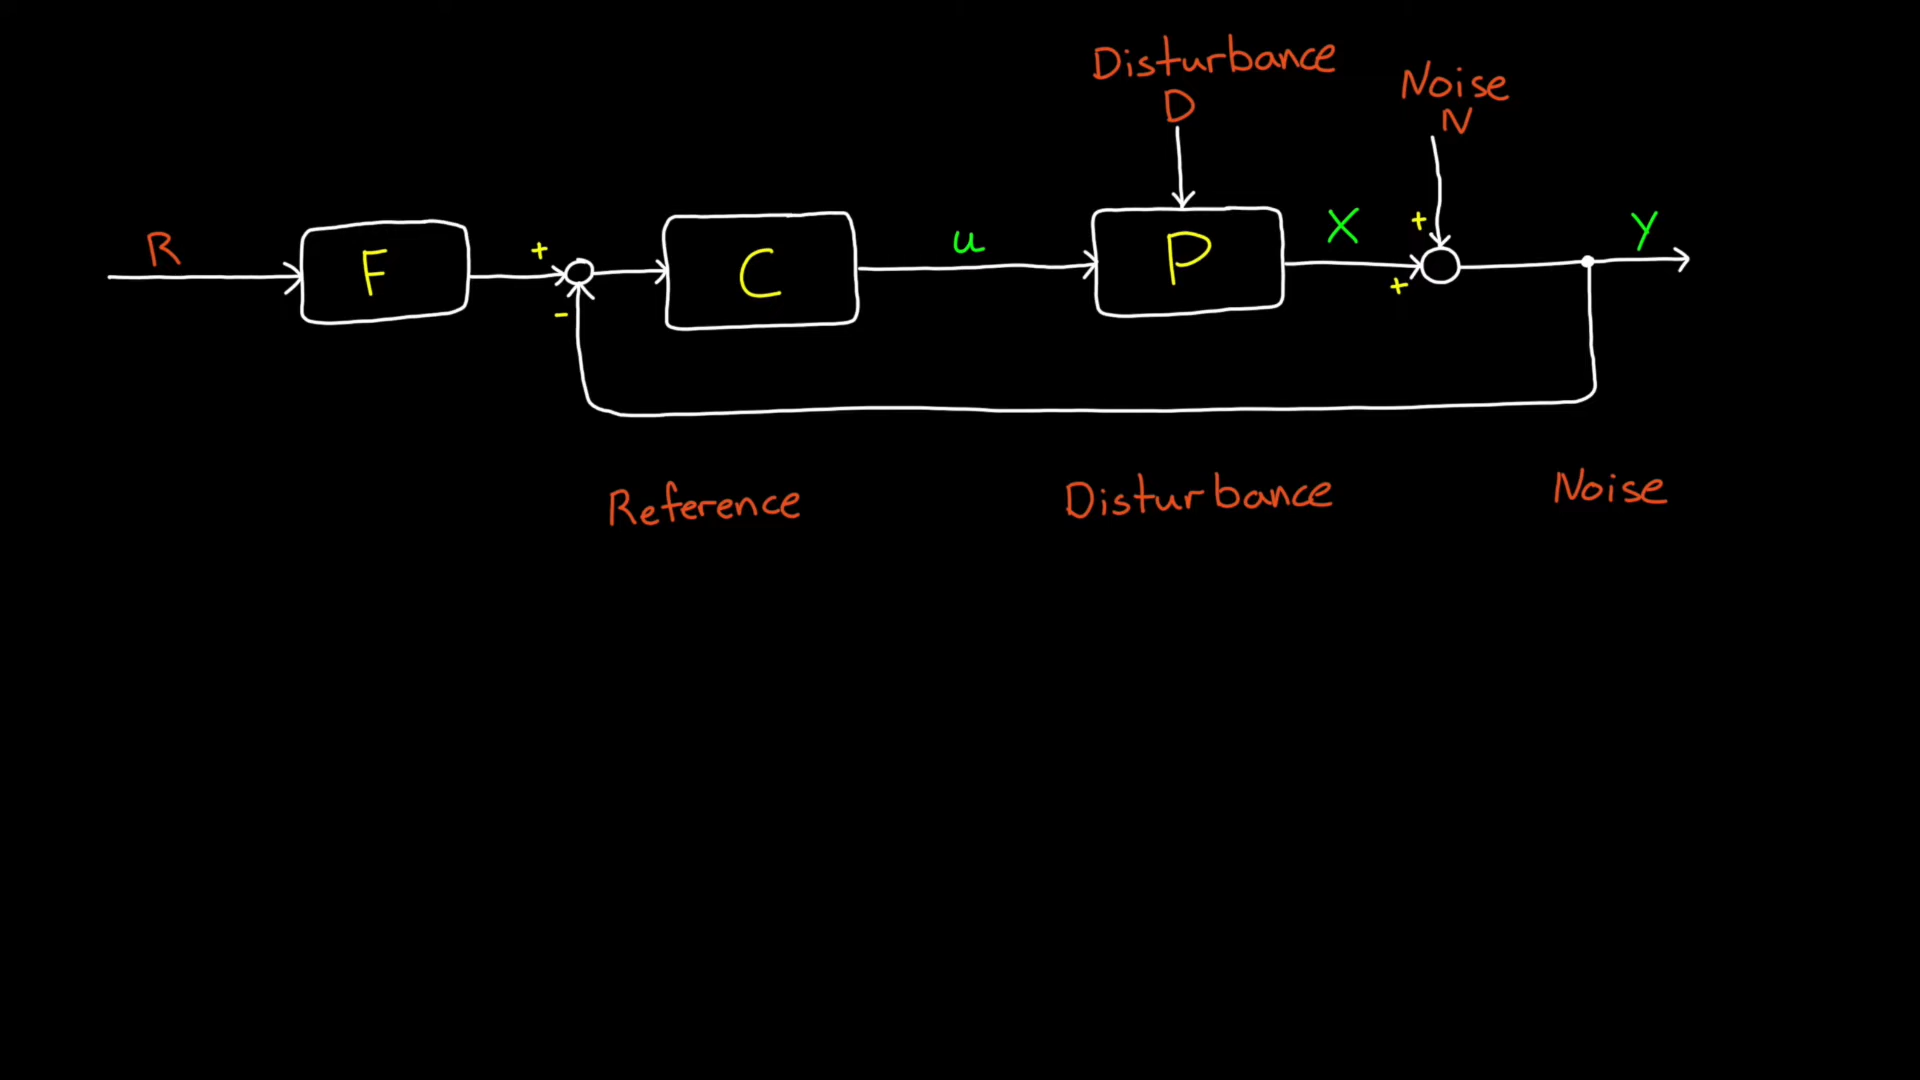 Disturbance
D
Noise
N
R
F
+
-
C
u
P
X
+
+
y
Reference
Disturbance
Noise